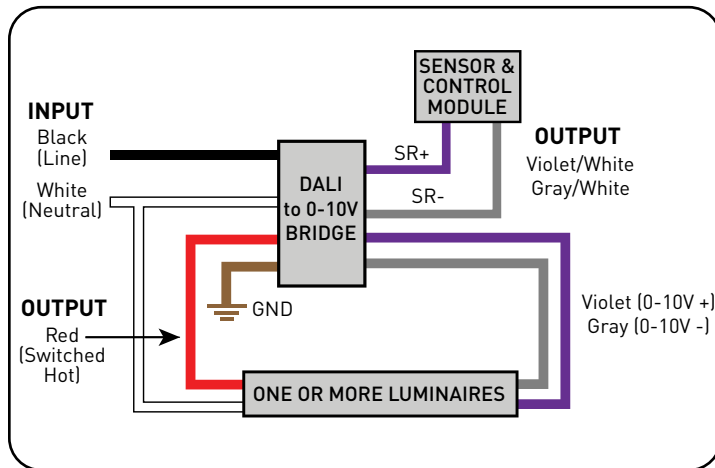 SENSOR &
CONTROL
MODULE
INPUT
Black
(Line)
White
(Neutral)
SR+
SR-
OUTPUT
Violet/White
Gray/White
DALI
to 0-10V
BRIDGE
GND
OUTPUT
Red
(Switched
Hot)
Violet (0-10V +)
Gray (0-10V -)
ONE OR MORE LUMINAIRES